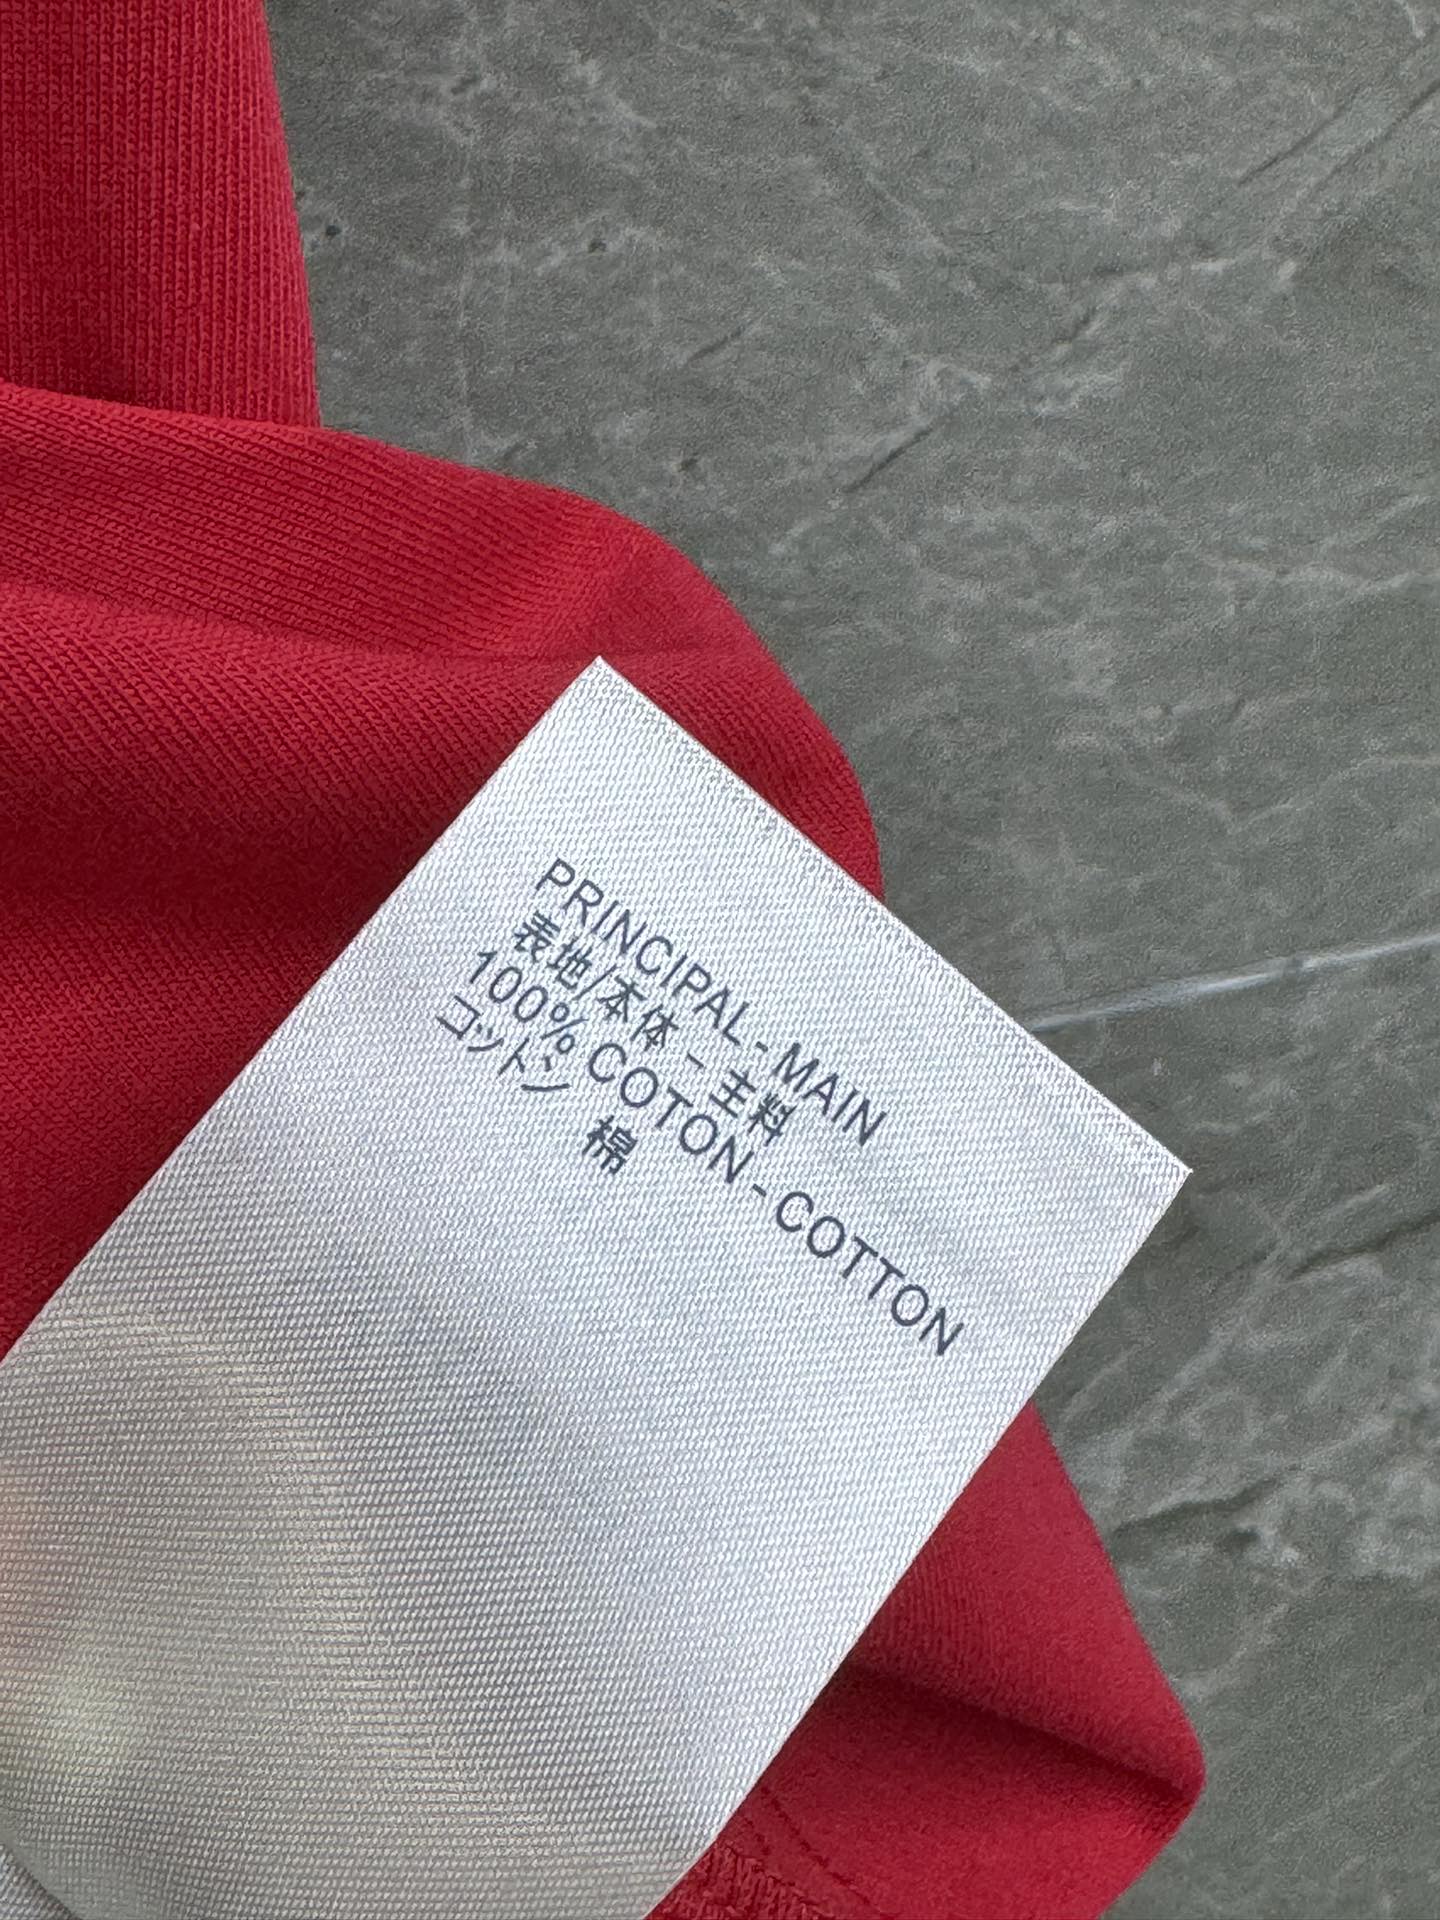 PRINCIPAL-MAIN
表地/本体 - 主料
100% COTON-COTTON
コットン 棉